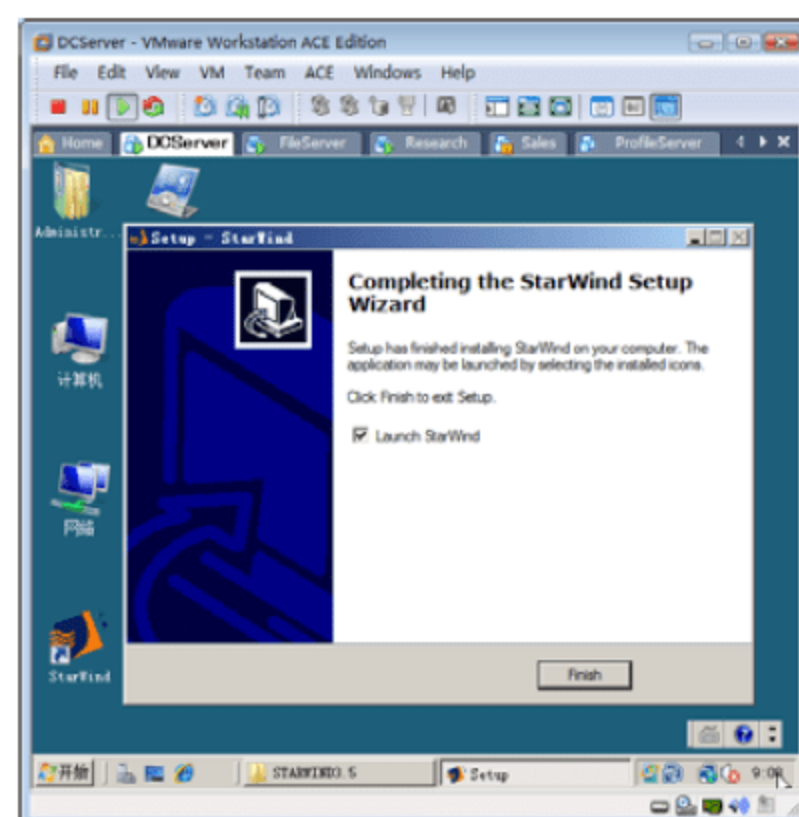 DCServer - VMware Workstation ACE Edition
File Edit View VM Team ACE Windows Help
Home DCServer FileServer Research Sales ProfileServer
Administr...
Setup - StarWind
Completing the StarWind Setup
Wizard
Setup has finished installing StarWind on your computer. The
application may be launched by selecting the installed icons.
Click Finish to exit Setup.
Launch StarWind
计算机
网络
StarWind
Finish
开始 STARWIND3.5 Setup